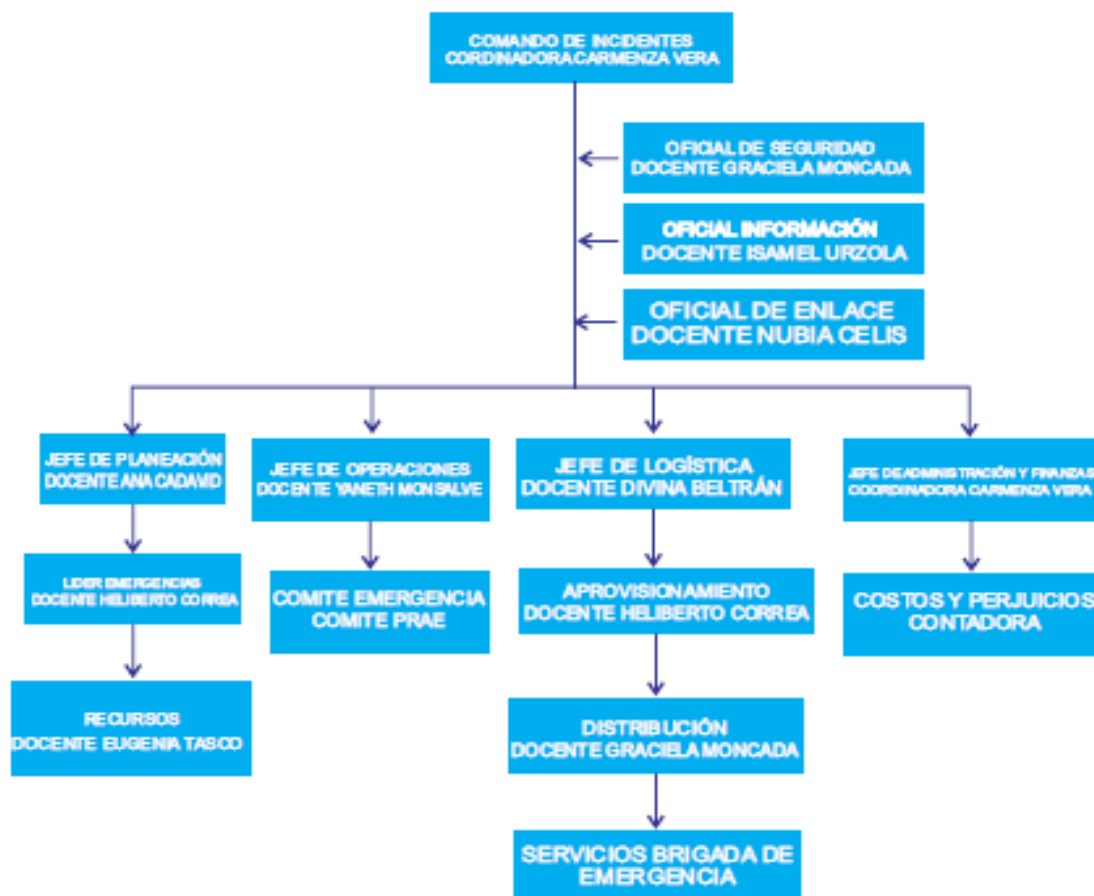 COMANDO DE INCIDENTES
CORDINADORA CARMENZA VERA
OFICIAL DE SEGURIDAD
DOCENTE GRACIELA MONCADA
OFICIAL INFORMACIÓN
DOCENTE ISAMEL URZOLA
OFICIAL DE ENLACE
DOCENTE NUBIA CELIS
JEFE DE PLANEACIÓN
DOCENTE ANA CADAVID
JEFE DE OPERACIONES
DOCENTE YANETH MONSALVE
JEFE DE LOGÍSTICA
DOCENTE DIVINA BELTRÁN
JEFE DE ADMINISTRACIÓN Y FINANZAS
COORDINADORA CARMENZA VERA
LIDER EMERGENCIAS
DOCENTE HELIBERTO CORREA
COMITE EMERGENCIA
COMITE PRAE
APROVISIONAMIENTO
DOCENTE HELIBERTO CORREA
COSTOS Y PERJUICIOS
CONTADORA
RECURSOS
DOCENTE EUGENIA TASCO
DISTRIBUCIÓN
DOCENTE GRACIELA MONCADA
SERVICIOS BRIGADA DE
EMERGENCIA